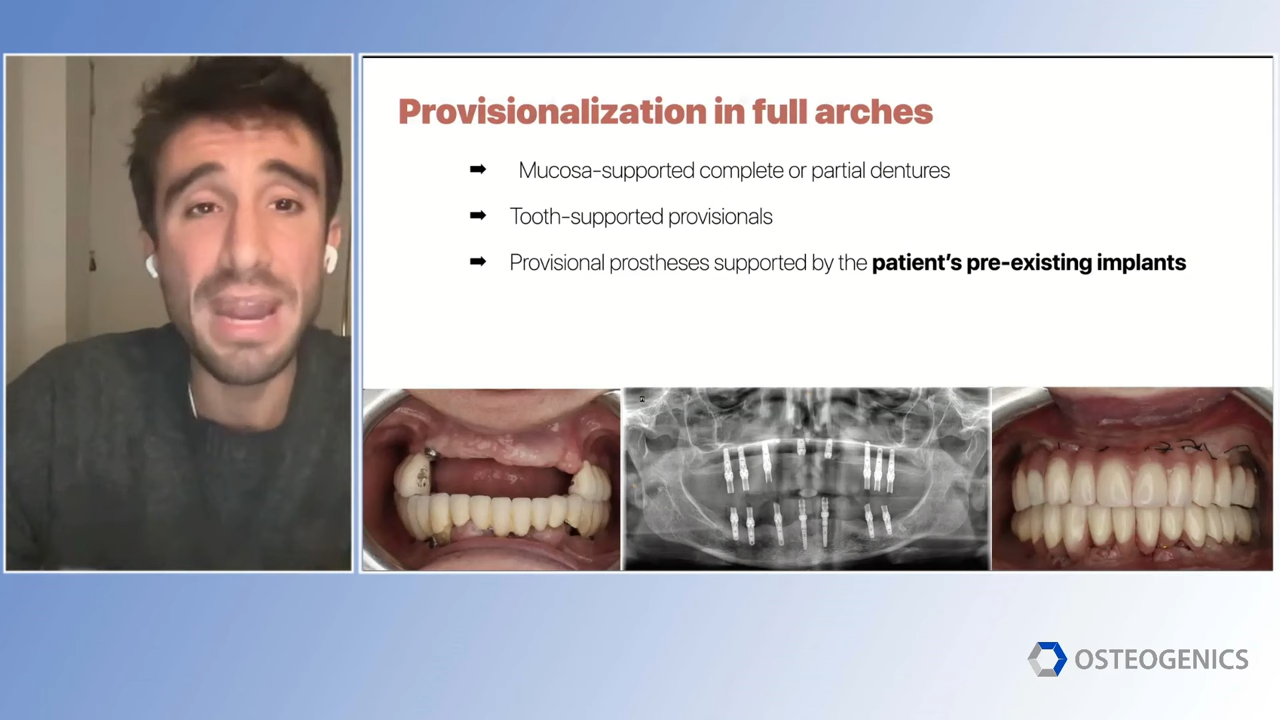 Provisionalization in full arches
➡ Mucosa-supported complete or partial dentures
➡ Tooth-supported provisionals
➡ Provisional prostheses supported by the patient's pre-existing implants
OSTEOGENICS